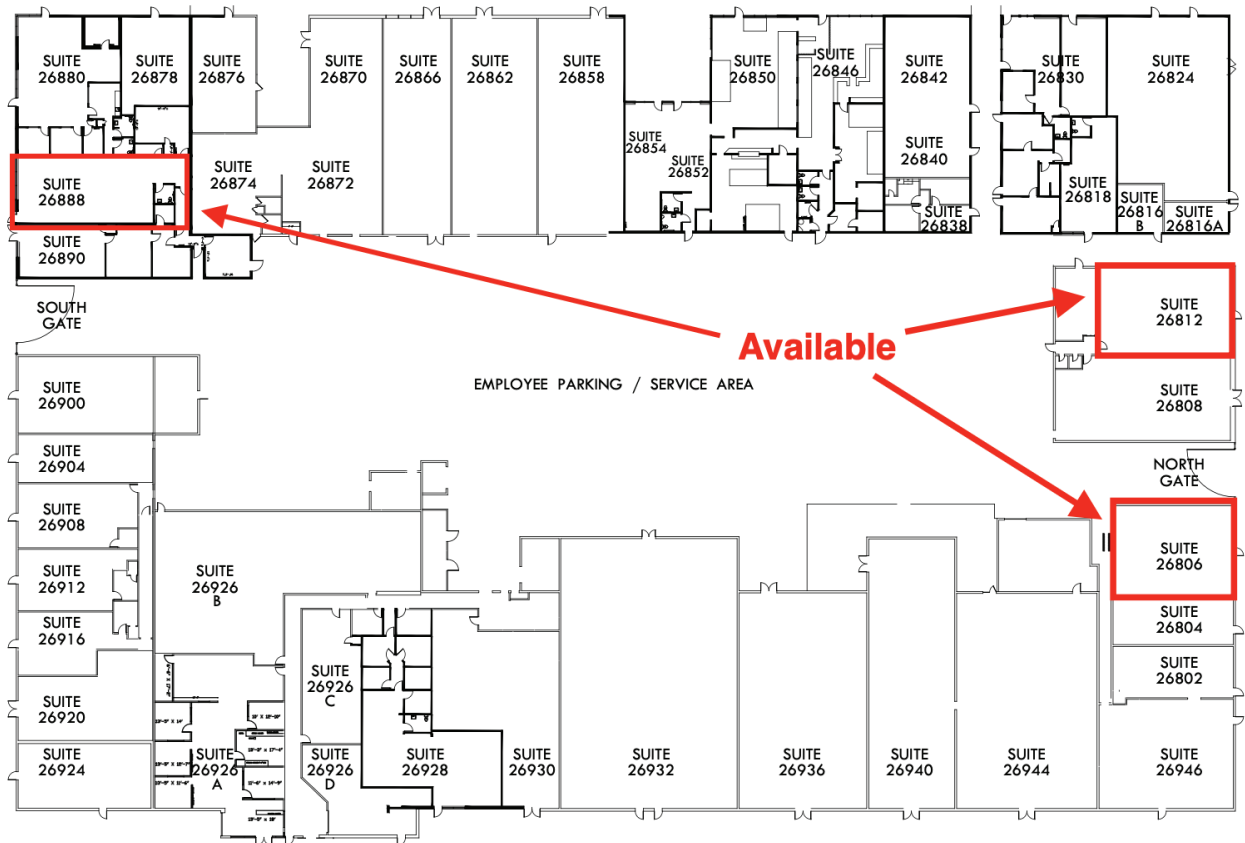 SUITE
26880
SUITE
26878
SUITE
26876
SUITE
26870
SUITE
26866
SUITE
26862
SUITE
26858
SUITE
26850
SUITE
26846
SUITE
26842
SUITE
26830
SUITE
26824
SUITE
26854
SUITE
26852
SUITE
26840
SUITE
26874
SUITE
26872
SUITE
26888
SUITE
26818
SUITE
26816
B
SUITE
26816A
SUITE
26838
SUITE
26890
SOUTH
GATE
SUITE
26812
Available
EMPLOYEE PARKING / SERVICE AREA
SUITE
26900
SUITE
26808
SUITE
26904
NORTH
GATE
SUITE
26908
SUITE
26806
SUITE
26912
SUITE
26926
B
SUITE
26916
SUITE
26804
SUITE
26802
SUITE
26926
C
SUITE
26920
SUITE
26924
SUITE
26926
A
SUITE
26926
D
SUITE
26928
SUITE
26930
SUITE
26932
SUITE
26936
SUITE
26940
SUITE
26944
SUITE
26946